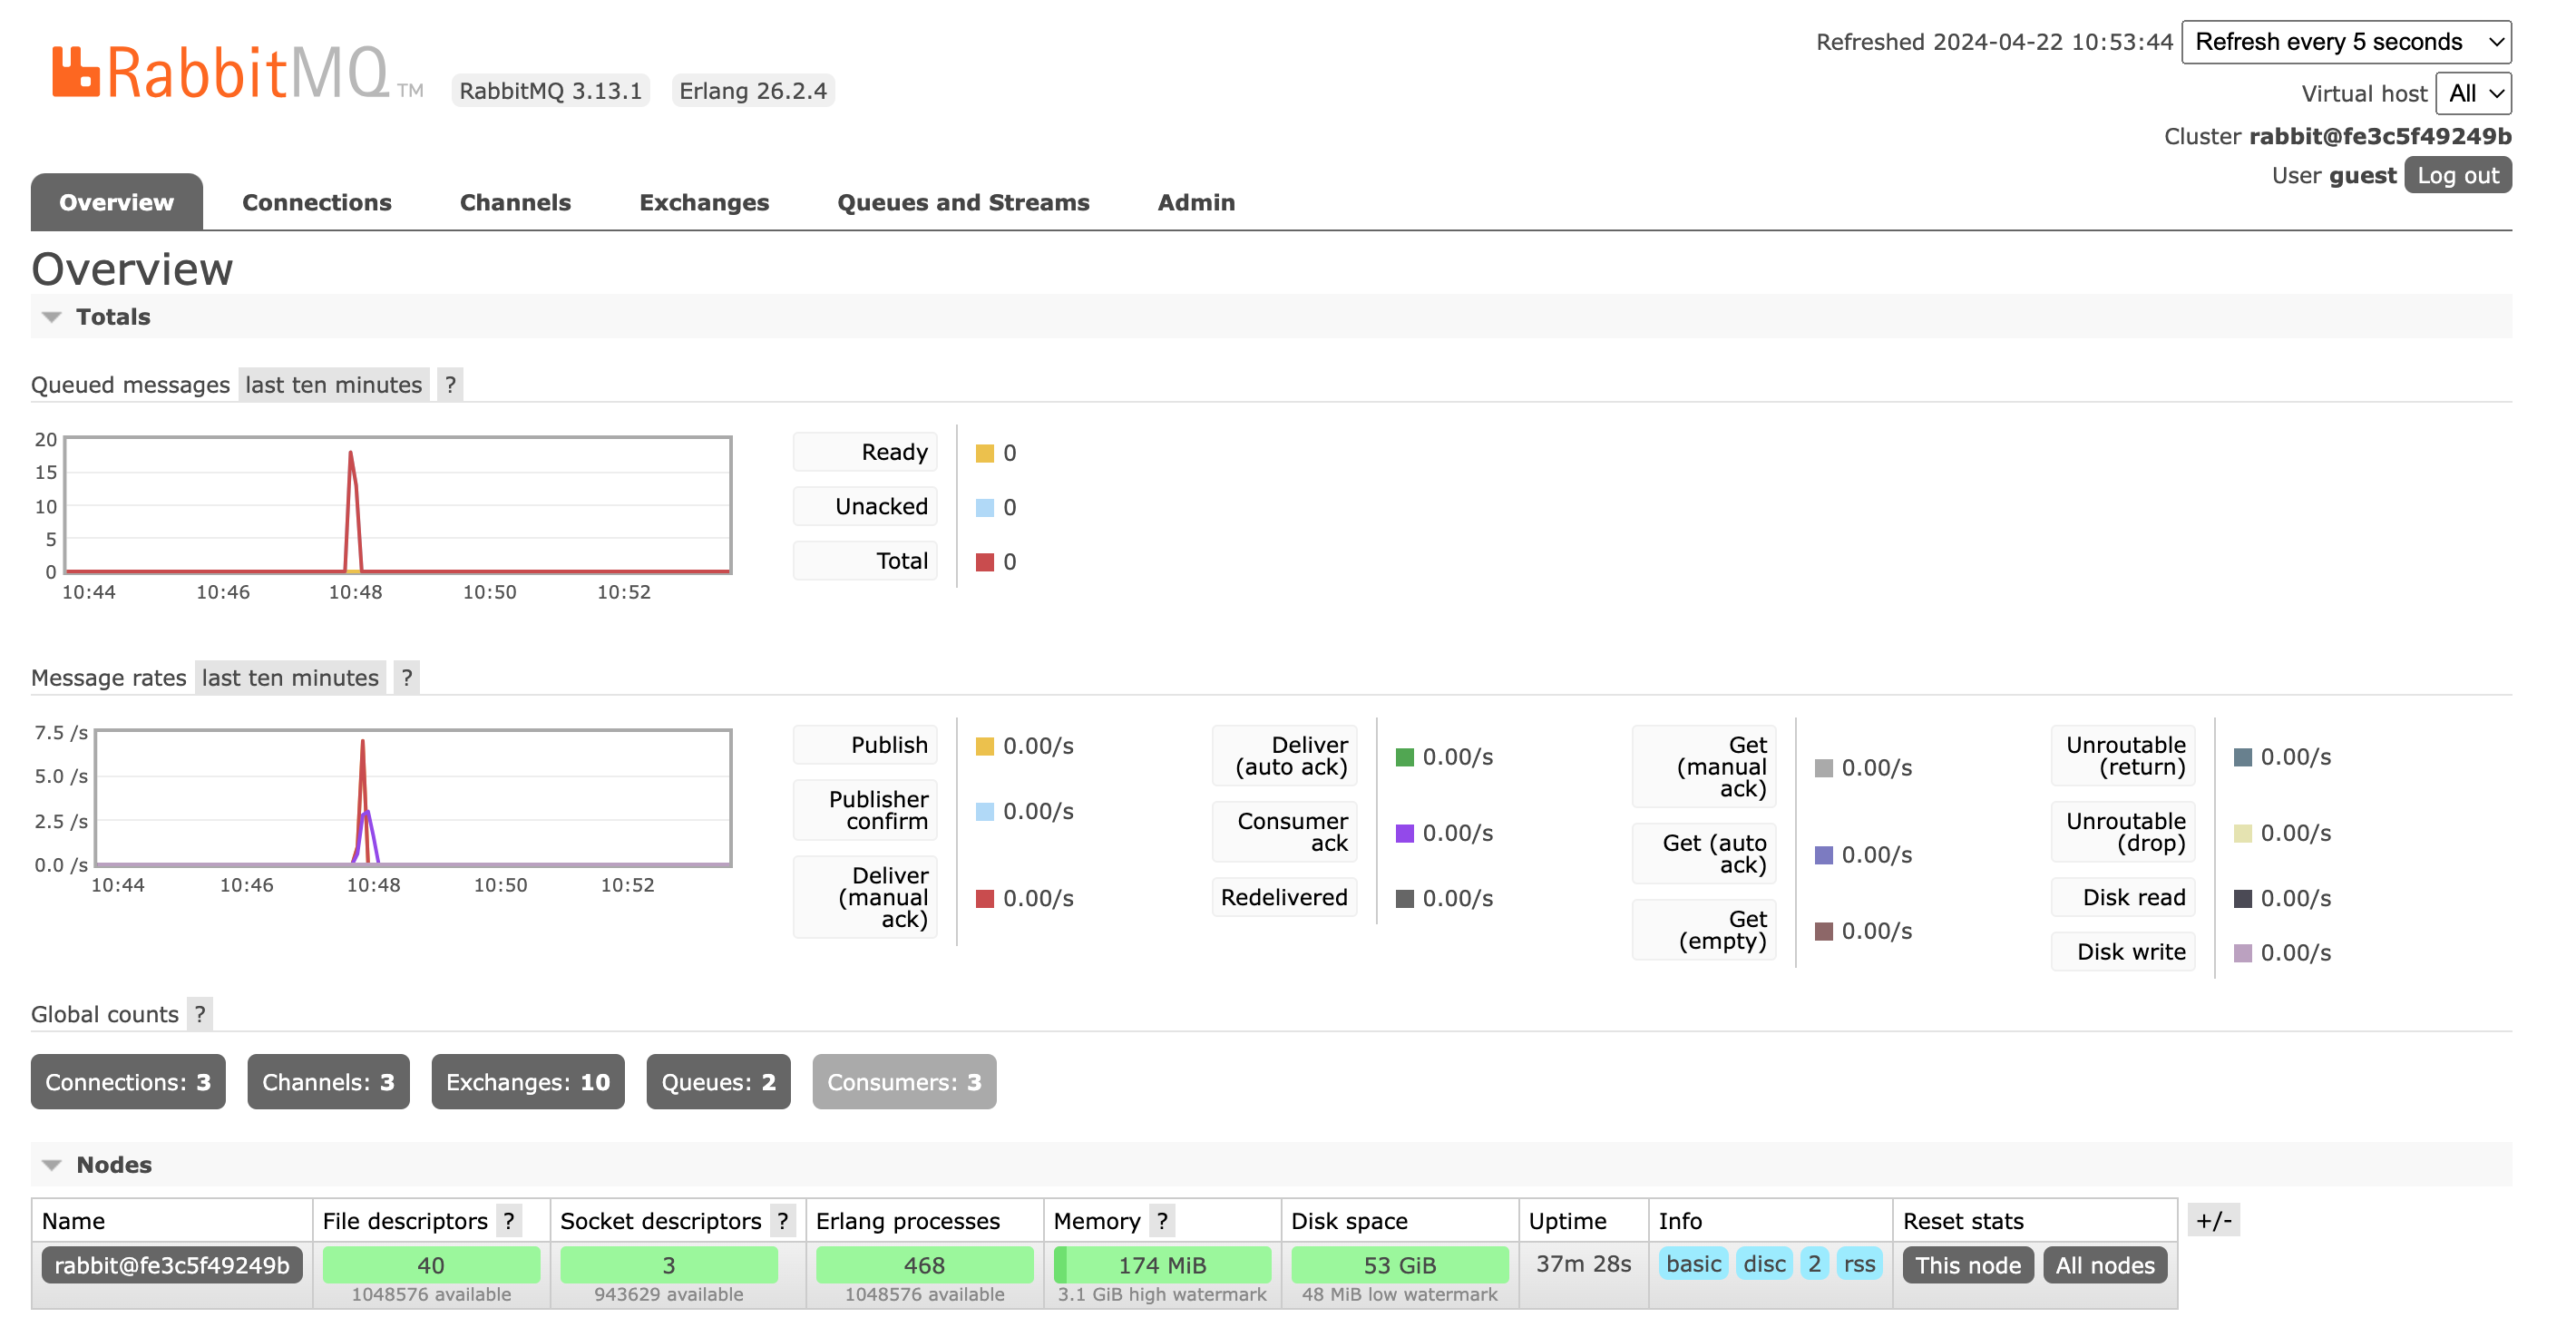 RabbitMQ TM RabbitMQ 3.13.1 Erlang 26.2.4
Refreshed 2024-04-22 10:53:44 Refresh every 5 seconds
Virtual host All
Cluster rabbit@fe3c5f49249b
User guest Log out
Overview Connections Channels Exchanges Queues and Streams Admin
Overview
Totals
Queued messages last ten minutes ?
20
15
10
5
0
10:44 10:46 10:48 10:50 10:52
Ready 0
Unacked 0
Total 0
Message rates last ten minutes ?
7.5 /s
5.0 /s
2.5 /s
0.0 /s
10:44 10:46 10:48 10:50 10:52
Publish 0.00/s
Publisher
confirm 0.00/s
Deliver
(manual
ack) 0.00/s
Deliver
(auto ack) 0.00/s
Consumer
ack 0.00/s
Redelivered 0.00/s
Get
(manual
ack) 0.00/s
Get (auto
ack) 0.00/s
Get
(empty) 0.00/s
Unroutable
(return) 0.00/s
Unroutable
(drop) 0.00/s
Disk read 0.00/s
Disk write 0.00/s
Global counts ?
Connections: 3 Channels: 3 Exchanges: 10 Queues: 2 Consumers: 3
Nodes
Name File descriptors ? Socket descriptors ? Erlang processes Memory ? Disk space Uptime Info Reset stats +/-
rabbit@fe3c5f49249b 40 3 468 174 MiB 53 GiB 37m 28s basic disc 2 rss This node All nodes
1048576 available 943629 available 1048576 available 3.1 GiB high watermark 48 MiB low watermark